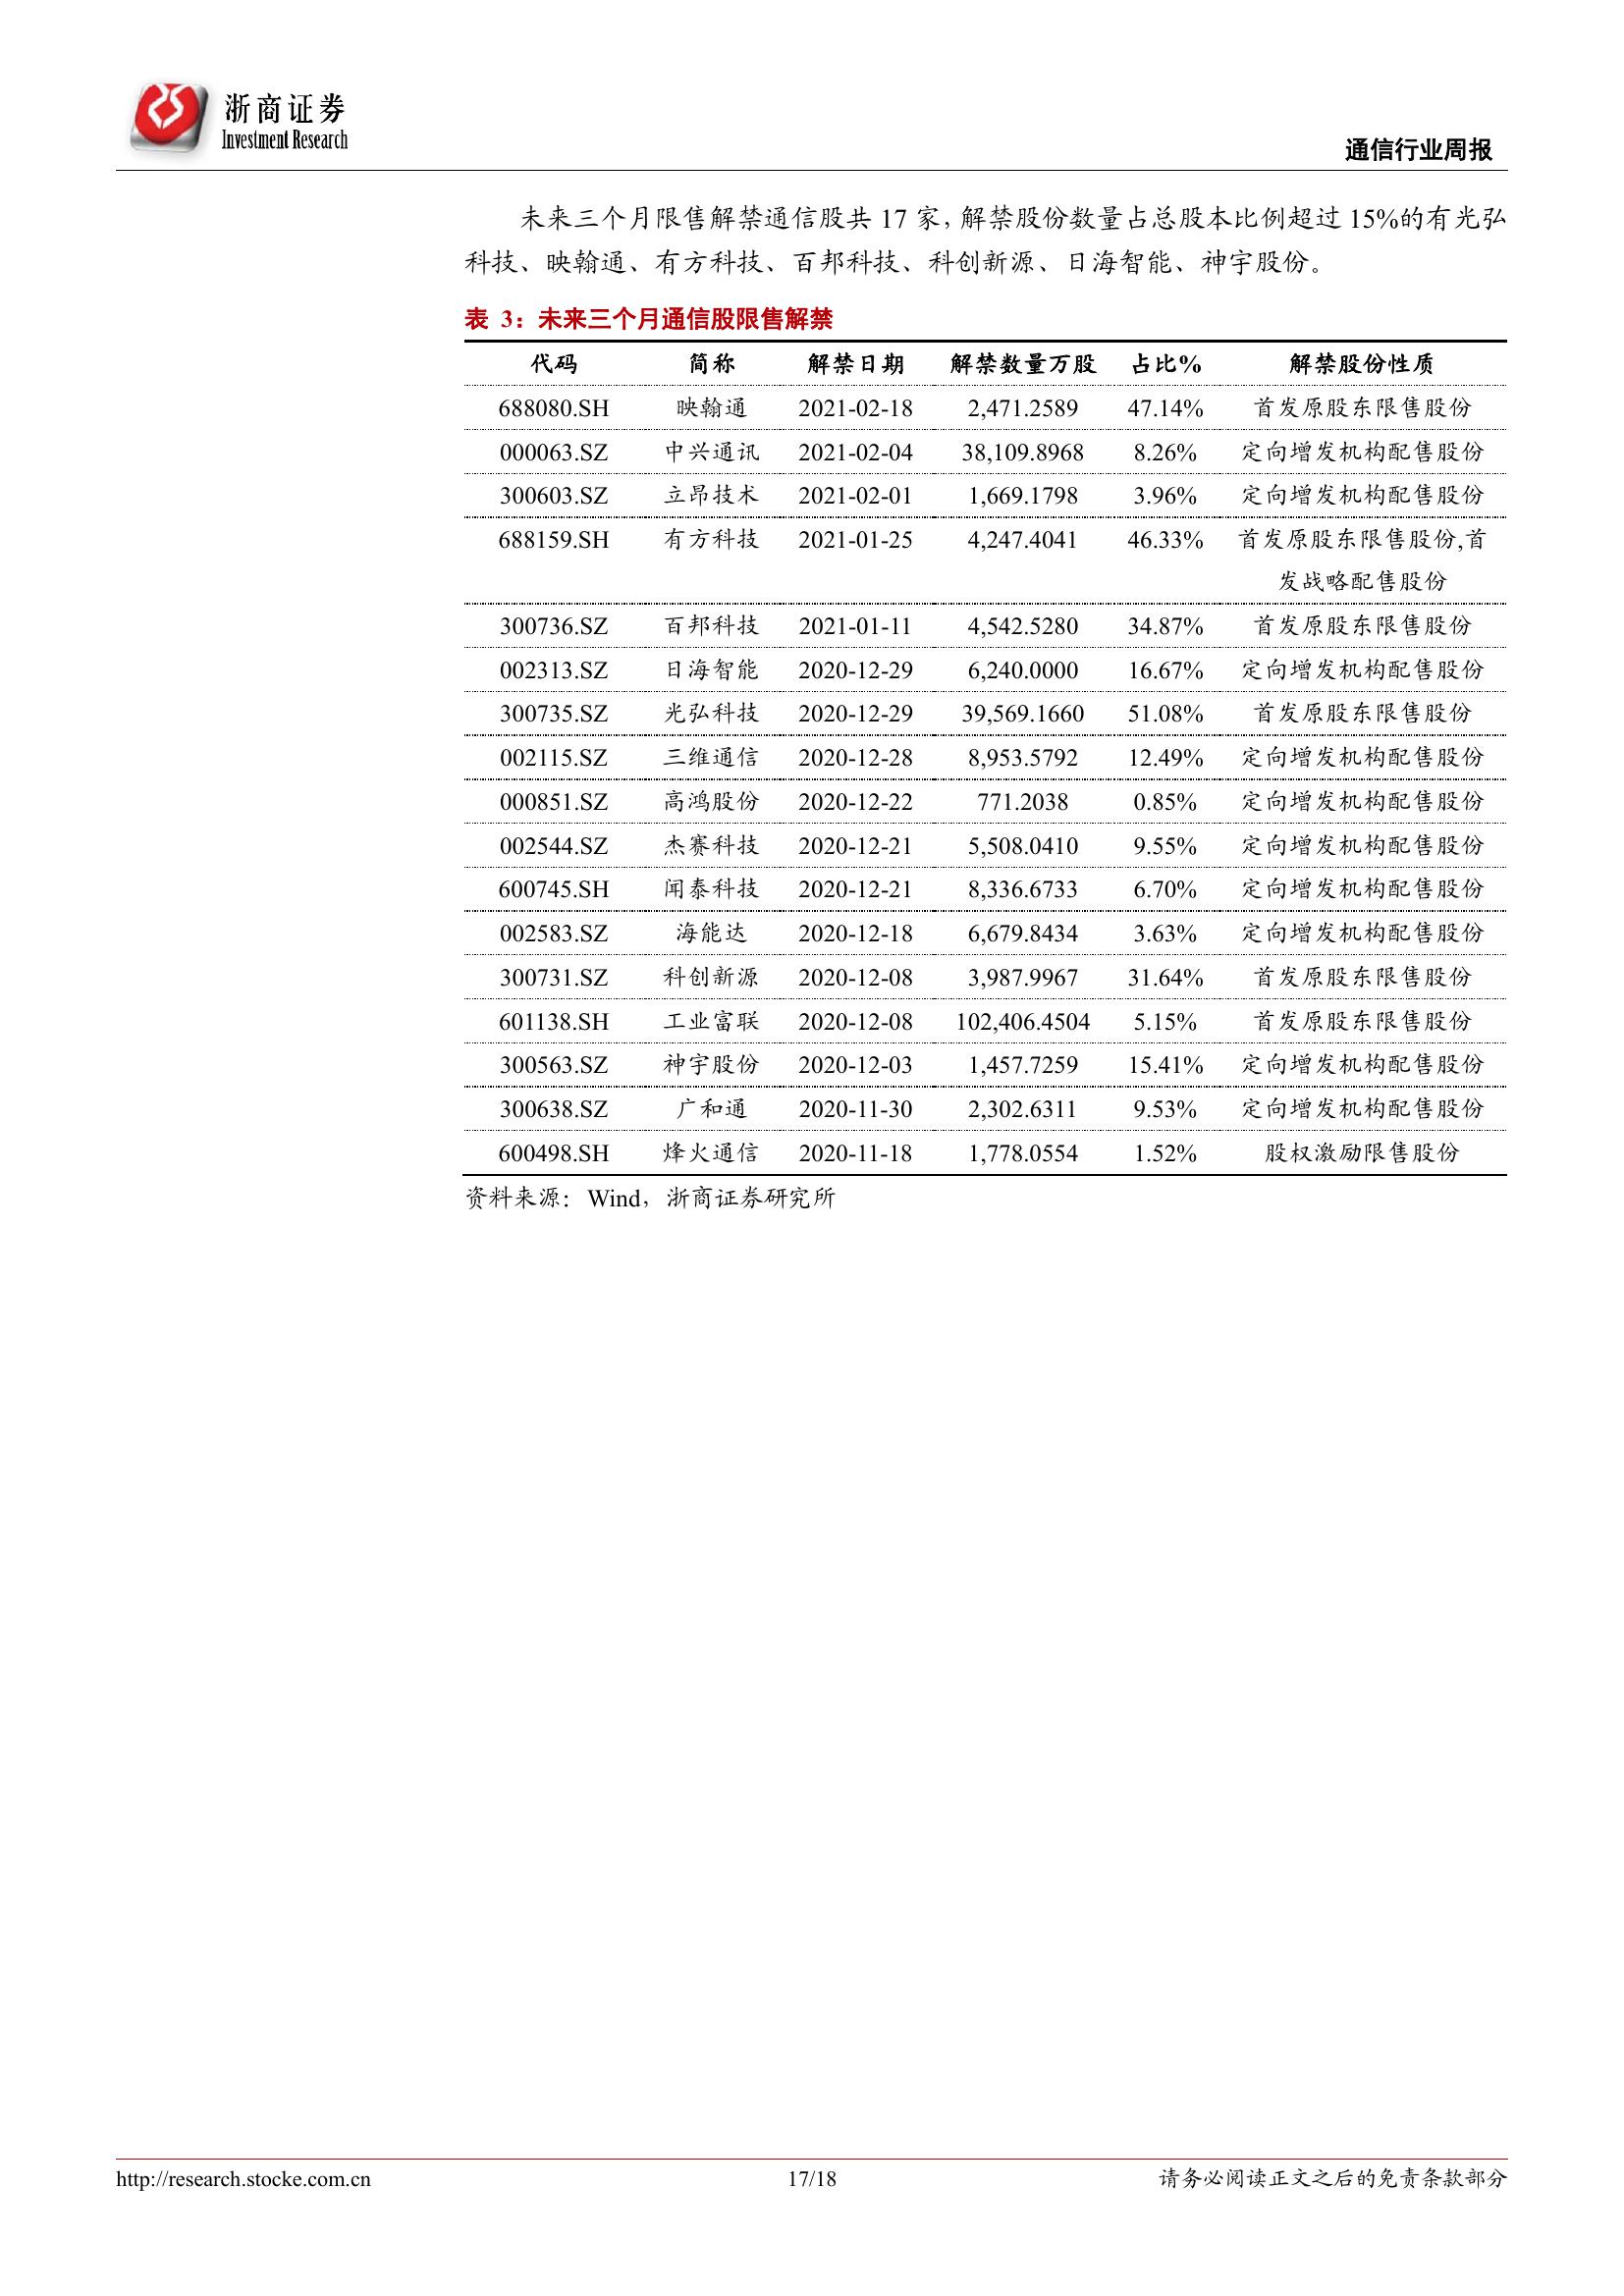 浙商证券
Investment Research
通信行业周报
未来三个月限售解禁通信股共 17 家，解禁股份数量占总股本比例超过 15%的有光弘
科技、映翰通、有方科技、百邦科技、科创新源、日海智能、神宇股份。
表 3：未来三个月通信股限售解禁
代码 简称 解禁日期 解禁数量万股 占比% 解禁股份性质
688080.SH 映翰通 2021-02-18 2,471.2589 47.14% 首发原股东限售股份
000063.SZ 中兴通讯 2021-02-04 38,109.8968 8.26% 定向增发机构配售股份
300603.SZ 立昂技术 2021-02-01 1,669.1798 3.96% 定向增发机构配售股份
688159.SH 有方科技 2021-01-25 4,247.4041 46.33% 首发原股东限售股份,首
发战略配售股份
300736.SZ 百邦科技 2021-01-11 4,542.5280 34.87% 首发原股东限售股份
002313.SZ 日海智能 2020-12-29 6,240.0000 16.67% 定向增发机构配售股份
300735.SZ 光弘科技 2020-12-29 39,569.1660 51.08% 首发原股东限售股份
002115.SZ 三维通信 2020-12-28 8,953.5792 12.49% 定向增发机构配售股份
000851.SZ 高鸿股份 2020-12-22 771.2038 0.85% 定向增发机构配售股份
002544.SZ 杰赛科技 2020-12-21 5,508.0410 9.55% 定向增发机构配售股份
600745.SH 闻泰科技 2020-12-21 8,336.6733 6.70% 定向增发机构配售股份
002583.SZ 海能达 2020-12-18 6,679.8434 3.63% 定向增发机构配售股份
300731.SZ 科创新源 2020-12-08 3,987.9967 31.64% 首发原股东限售股份
601138.SH 工业富联 2020-12-08 102,406.4504 5.15% 首发原股东限售股份
300563.SZ 神宇股份 2020-12-03 1,457.7259 15.41% 定向增发机构配售股份
300638.SZ 广和通 2020-11-30 2,302.6311 9.53% 定向增发机构配售股份
600498.SH 烽火通信 2020-11-18 1,778.0554 1.52% 股权激励限售股份
资料来源： Wind，浙商证券研究所
http://research.stocke.com.cn 17/18 请务必阅读正文之后的免责条款部分